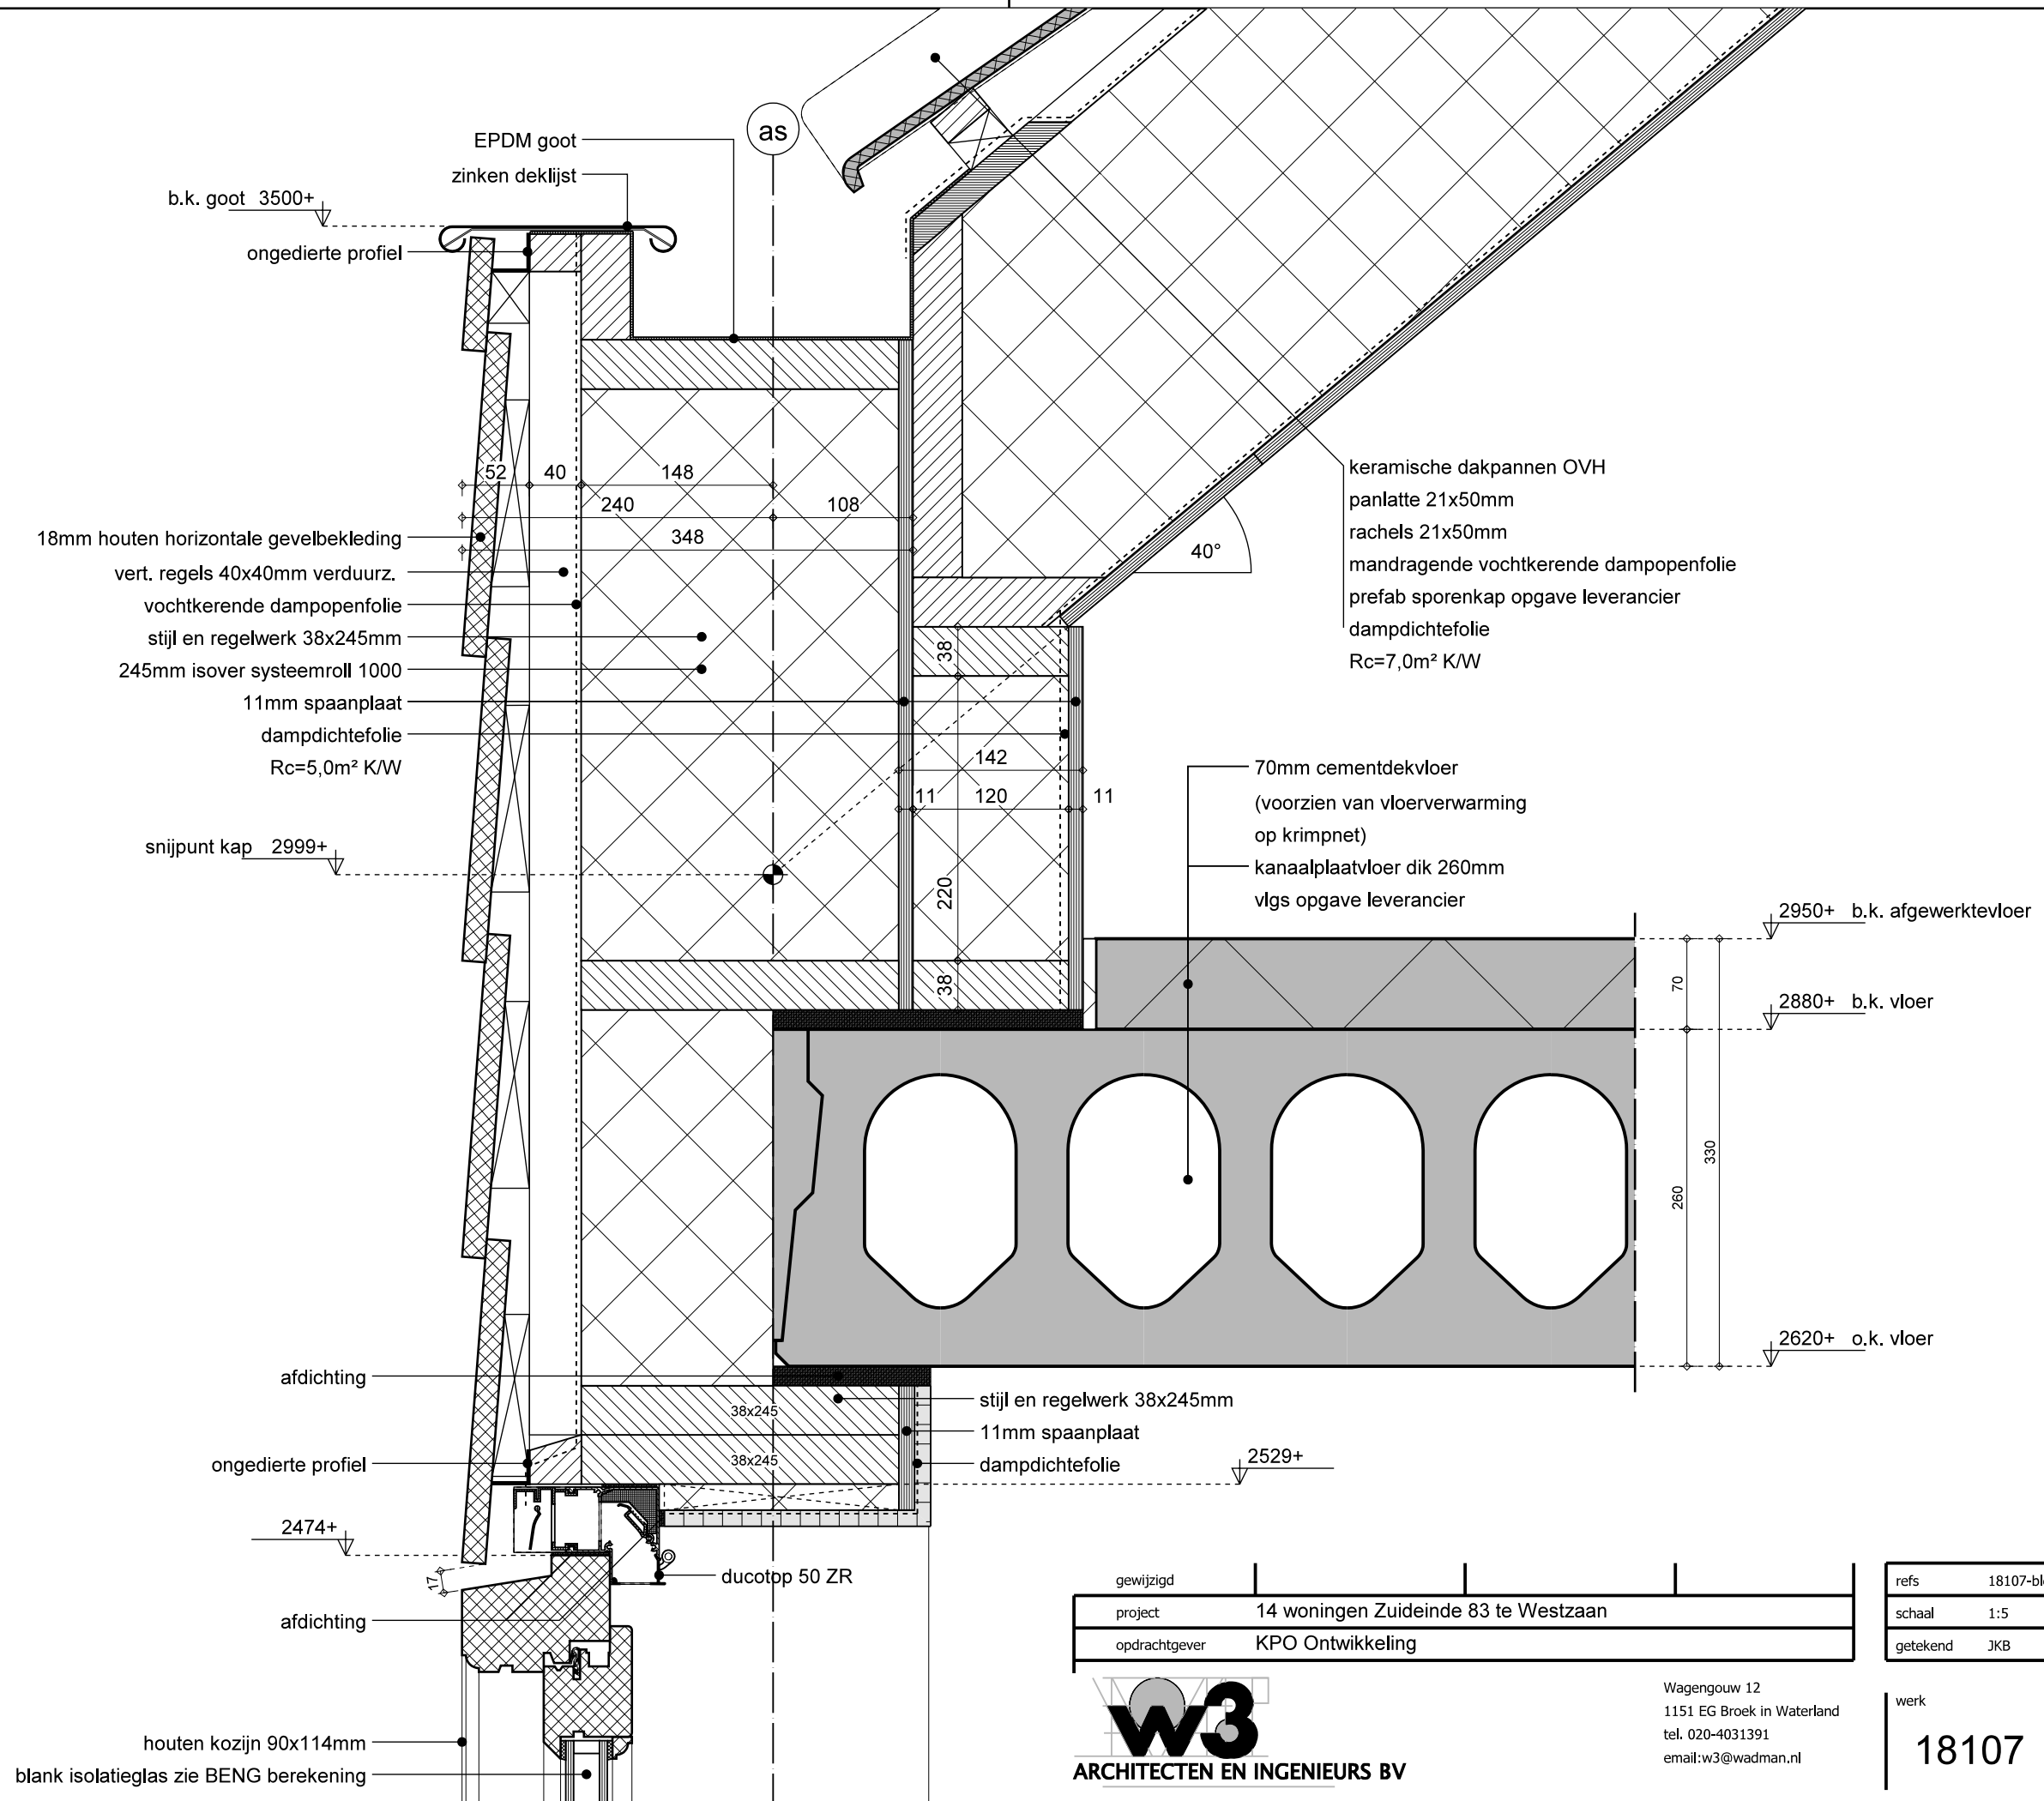 as
EPDM goot
zinken deklijst
b.k. goot 3500+
ongedierte profiel
52
40
148
240
108
348
18mm houten horizontale gevelbekleding
vert. regels 40x40mm verduurz.
vochtkerende dampopenfolie
stijl en regelwerk 38x245mm
245mm isover systeemroll 1000
11mm spaanplaat
dampdichtefolie
Rc=5,0m² K/W
40°
keramische dakpannen OVH
panlatte 21x50mm
rachels 21x50mm
mandragende vochtkerende dampopenfolie
prefab sporenkap opgave leverancier
dampdichtefolie
Rc=7,0m² K/W
38
142
11
120
11
220
38
snijpunt kap 2999+
70mm cementdekvloer
(voorzien van vloerverwarming
op krimpnet)
kanaalplaatvloer dik 260mm
vlgs opgave leverancier
2950+ b.k. afgewerktevloer
70
2880+ b.k. vloer
330
260
2620+ o.k. vloer
afdichting
38x245
38x245
stijl en regelwerk 38x245mm
11mm spaanplaat
dampdichtefolie
2529+
ongedierte profiel
2474+
17
ducotop 50 ZR
afdichting
houten kozijn 90x114mm
blank isolatieglas zie BENG berekening
gewijzigd
project 14 woningen Zuideinde 83 te Westzaan
opdrachtgever KPO Ontwikkeling
refs
schaal 1:5
getekend JKB
w3
ARCHITECTEN EN INGENIEURS BV
Wagengouw 12
1151 EG Broek in Waterland
tel. 020-4031391
email:w3@wadman.nl
werk
18107